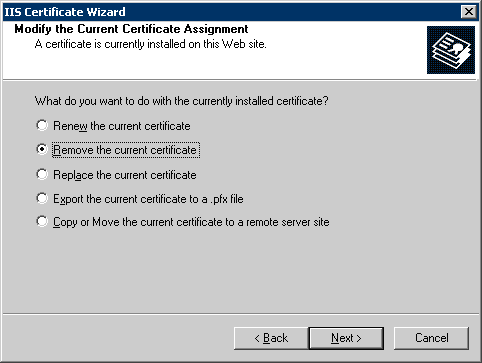 IIS Certificate Wizard
Modify the Current Certificate Assignment
A certificate is currently installed on this Web site.
What do you want to do with the currently installed certificate?
Renew the current certificate
Remove the current certificate
Replace the current certificate
Export the current certificate to a .pfx file
Copy or Move the current certificate to a remote server site
< Back
Next >
Cancel